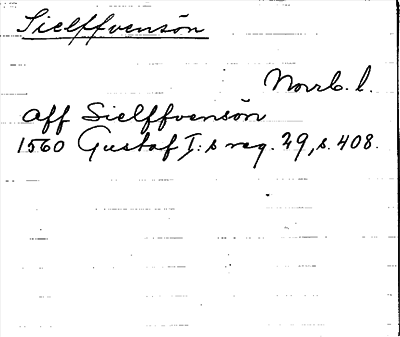 Sielffvensön
Norrb. l.
aff Sielffvensön
1560 Gustaf I:s reg. 29, s. 408.